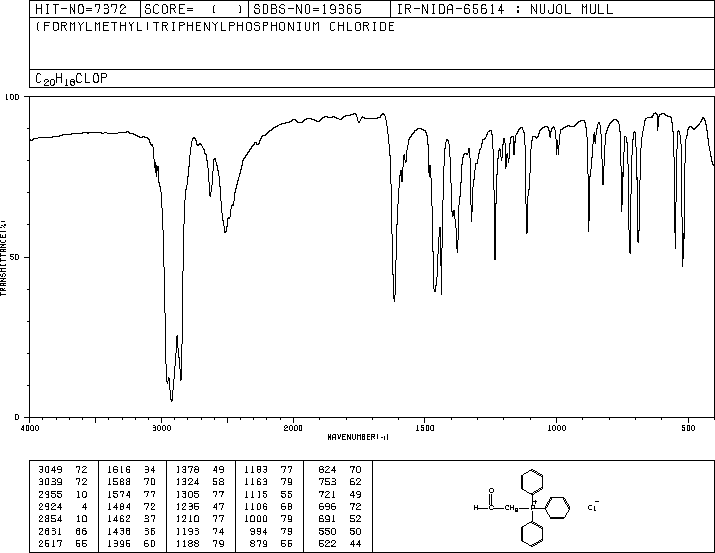 HIT-NO=7372 SCORE= ( ) SDBS-NO=19365 IR-NIDA-65614 : NUJOL MULL
(FORMYLMETHYL)TRIPHENYLPHOSPHONIUM CHLORIDE
C20H18CLOP
100
50
0
TRANSMITTANCE(%)
4000 3000 2000 1500 1000 500
WAVENUMBER(-1)
3049 72 1616 34 1378 49 1183 77 824 70
3039 72 1588 70 1324 58 1163 79 753 62
2955 10 1574 77 1305 77 1115 55 721 49
2924 4 1484 72 1235 47 1106 68 696 72
2854 10 1462 37 1210 77 1000 79 691 52
2631 66 1438 36 1193 74 994 79 550 50
2517 55 1395 60 1188 79 879 55 522 44
O
H C CH2 P+ Cl−